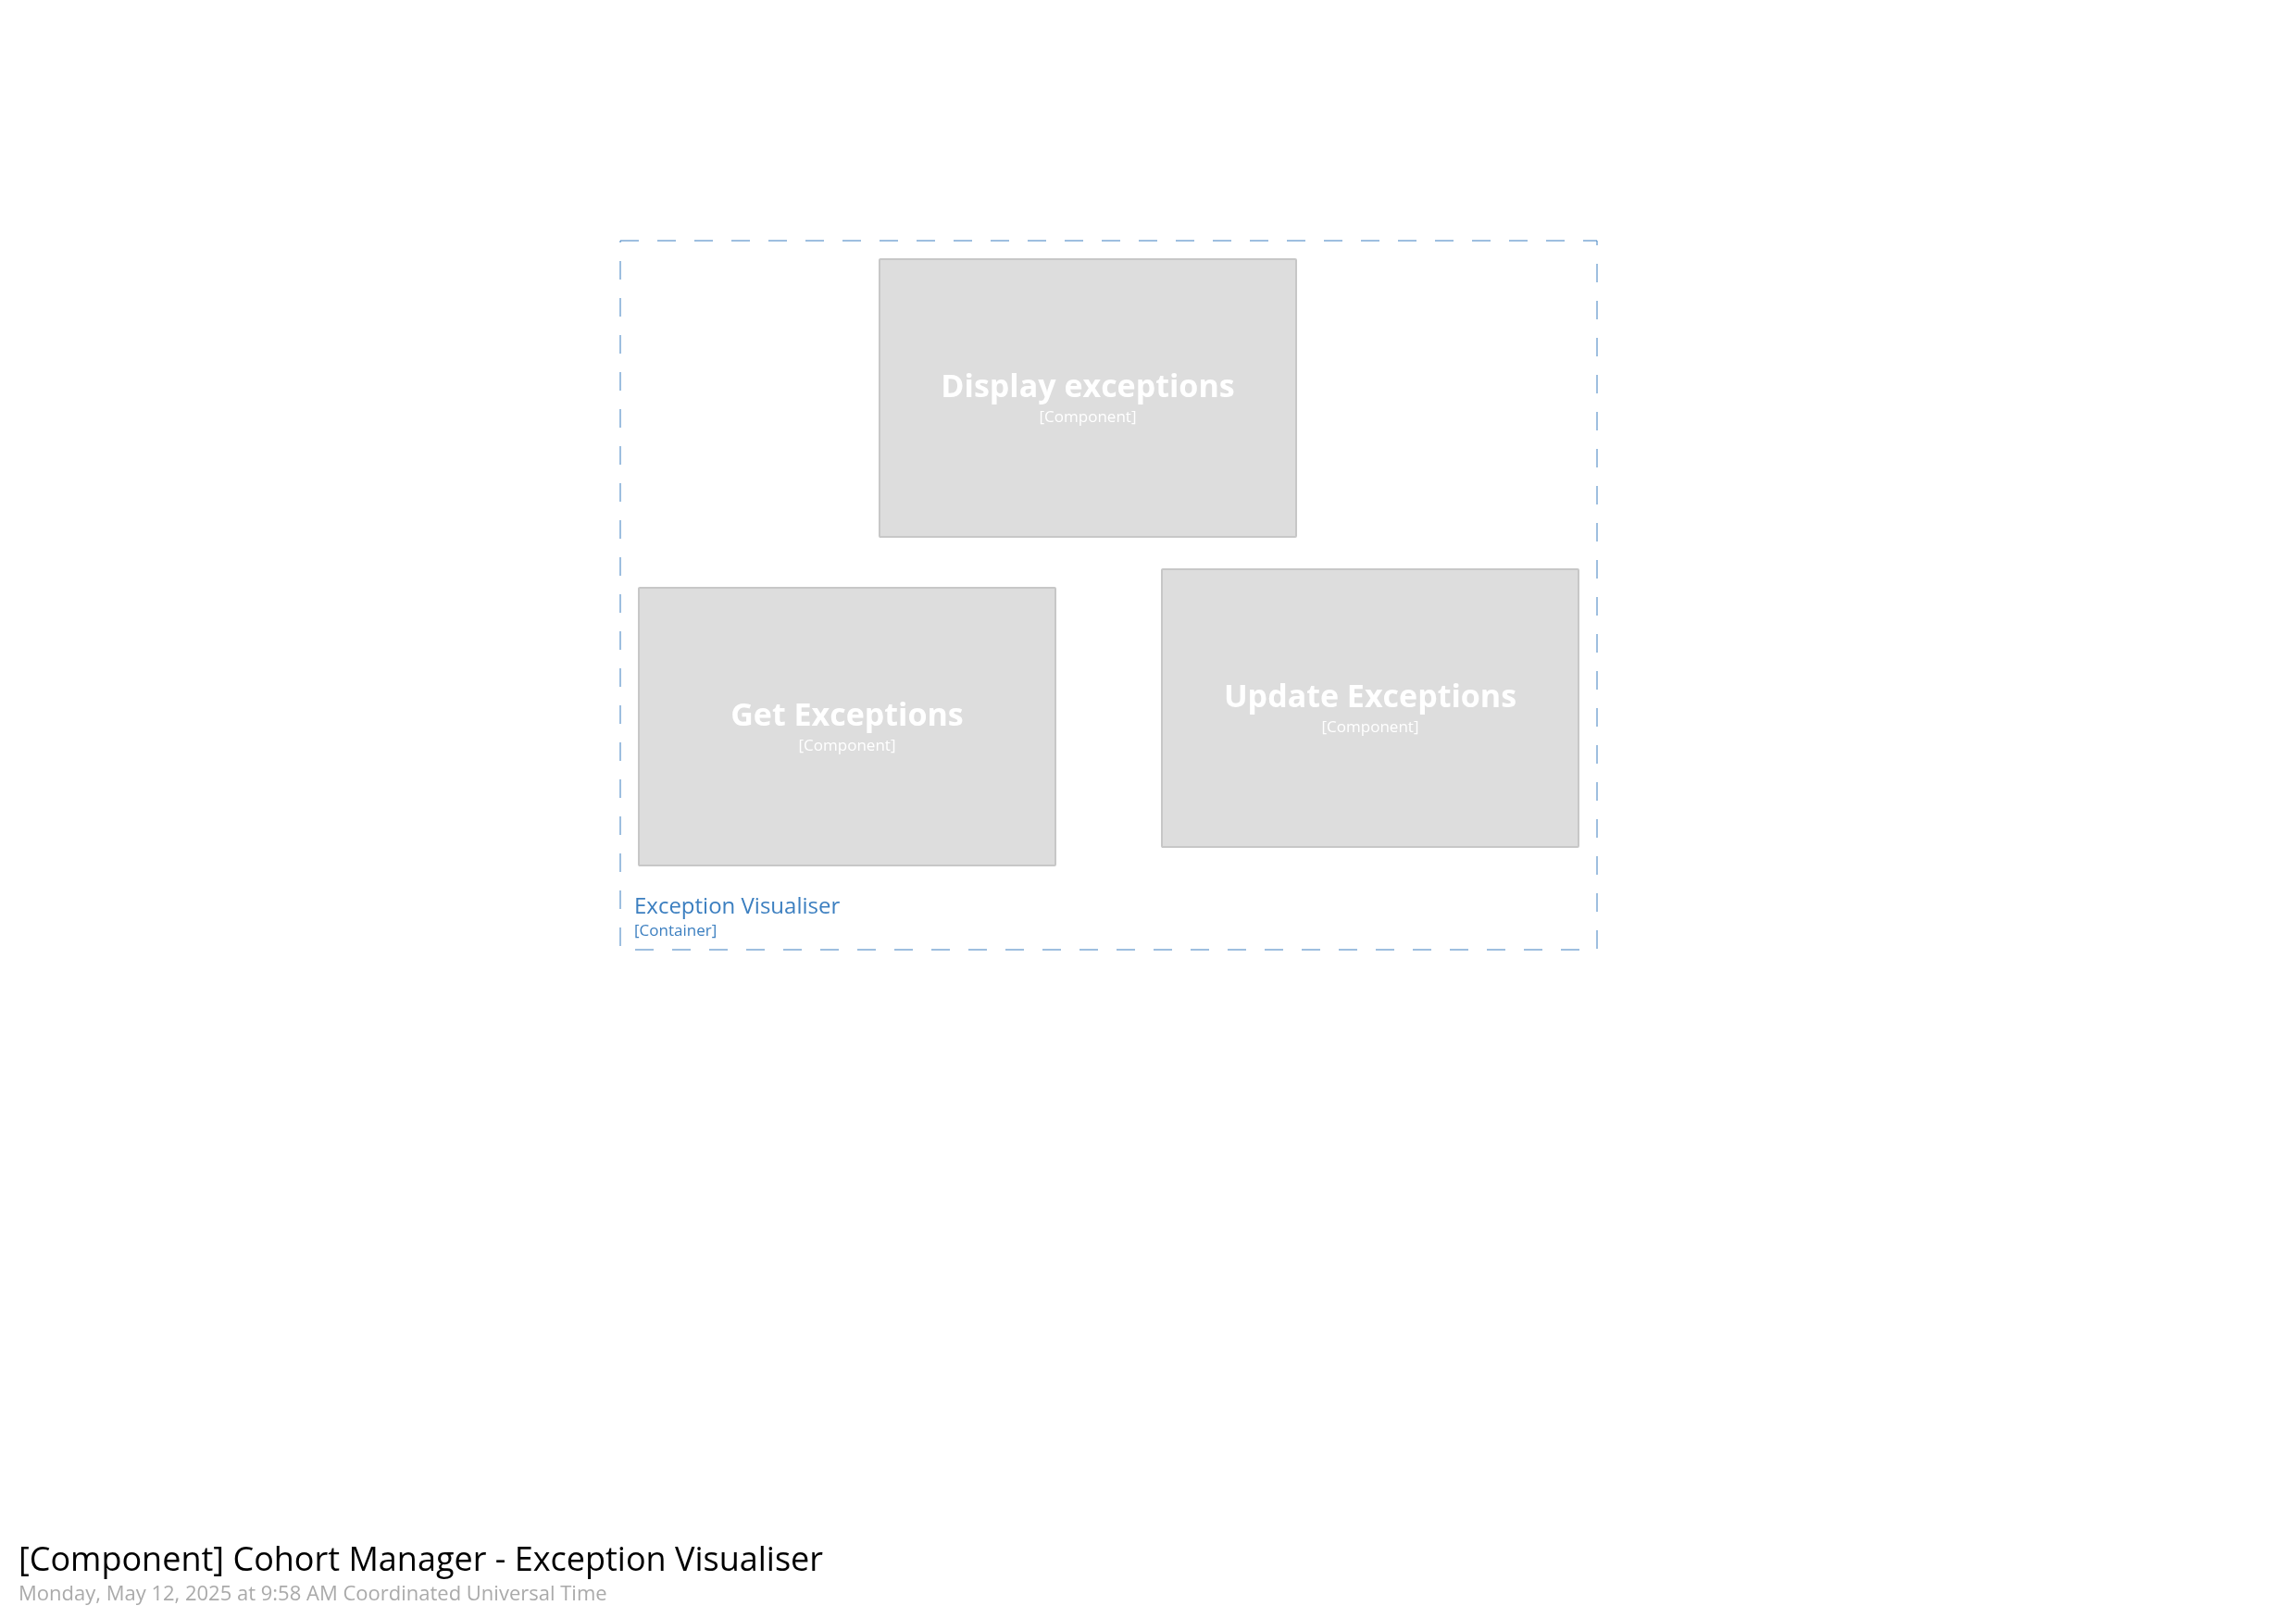 Display exceptions
[Component]
Get Exceptions
[Component]
Update Exceptions
[Component]
Exception Visualiser
[Container]
[Component] Cohort Manager - Exception Visualiser
Monday, May 12, 2025 at 9:58 AM Coordinated Universal Time